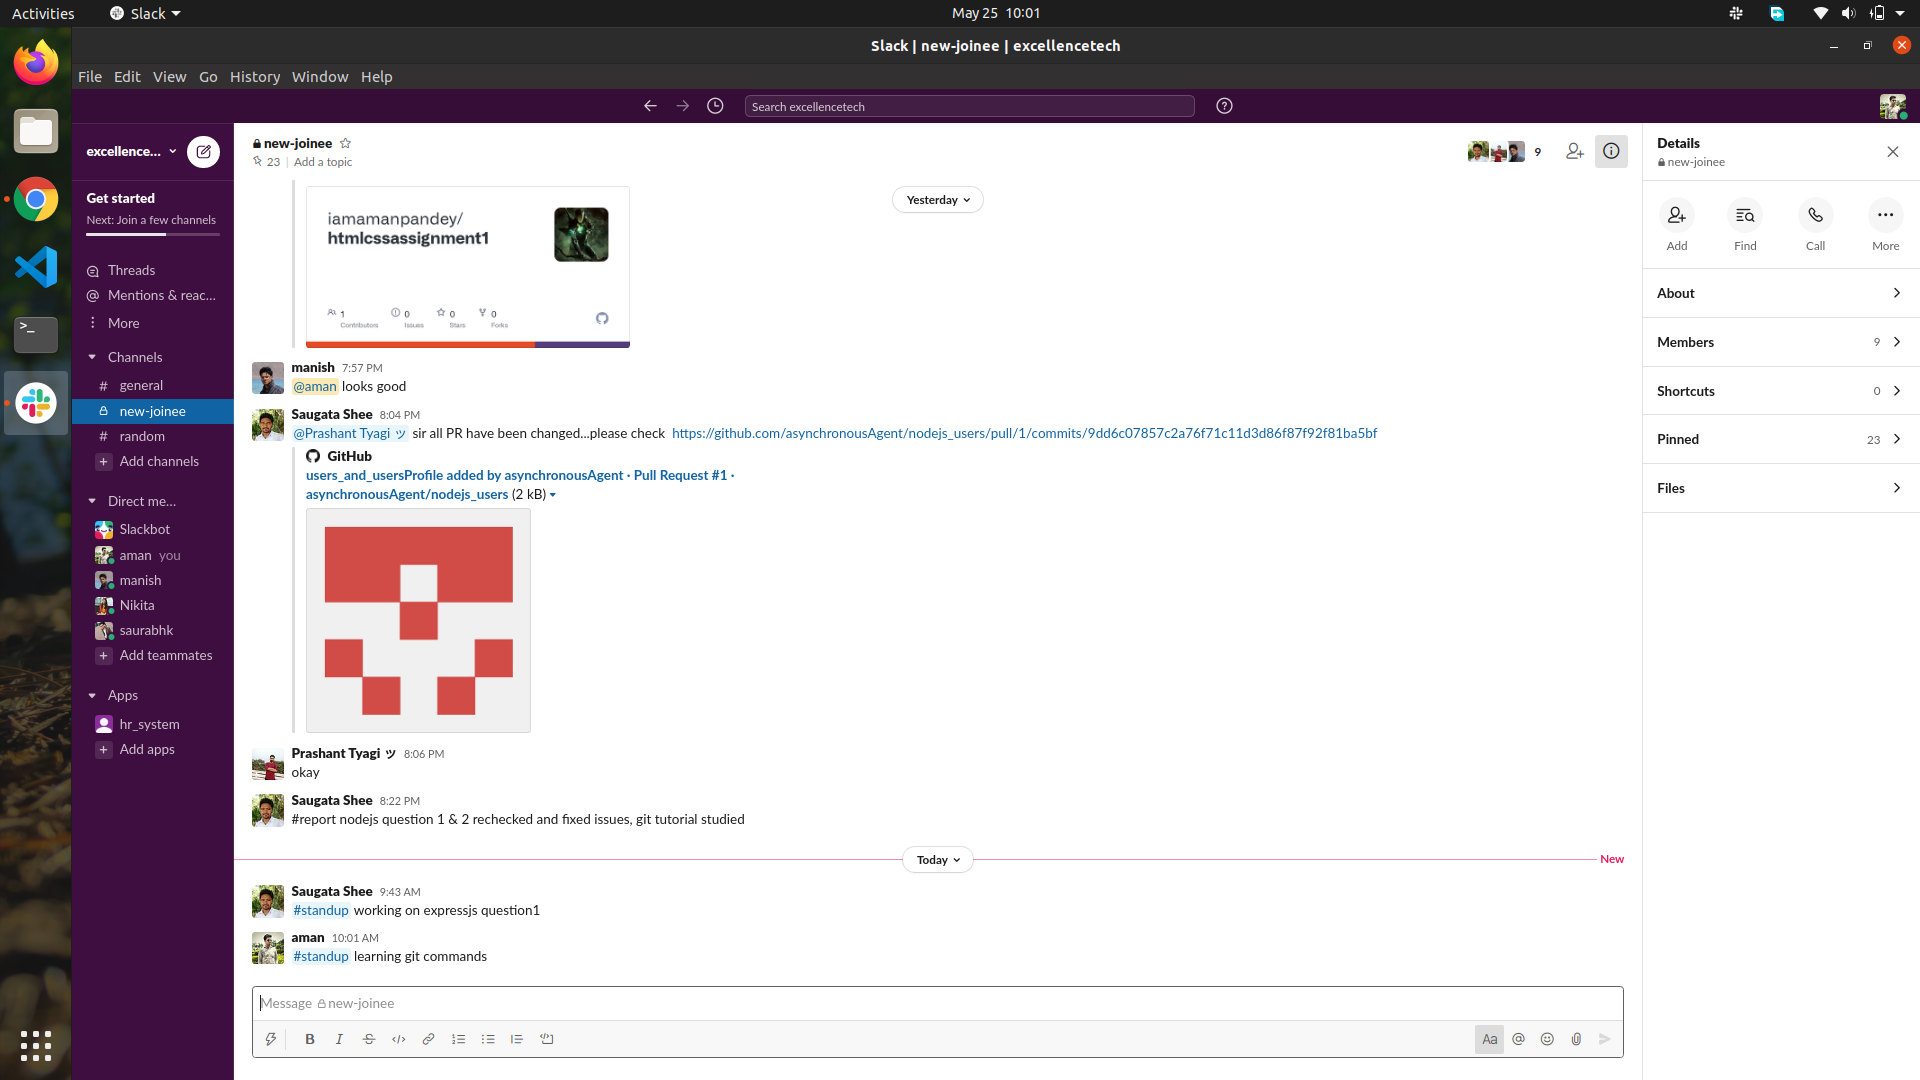 Activities
Slack
May 25 10:01
Slack | new-joinee | excellencetech
File Edit View Go History Window Help
Search excellencetech
excellence...
Get started
Next: Join a few channels
Threads
@ Mentions & reac...
More
Channels
# general
new-joinee
# random
+ Add channels
Direct me...
Slackbot
aman you
manish
Nikita
saurabhk
+ Add teammates
Apps
hr_system
+ Add apps
new-joinee
23 | Add a topic
9
Yesterday
iamamanpandey/
htmlcssassignment1
1 0 0 0
Contributors Issues Stars Forks
manish 7:57 PM
@aman looks good
Saugata Shee 8:04 PM
@Prashant Tyagi ツ sir all PR have been changed...please check https://github.com/asynchronousAgent/nodejs_users/pull/1/commits/9dd6c07857c2a76f71c11d3d86f87f92f81ba5bf
GitHub
users_and_usersProfile added by asynchronousAgent · Pull Request #1 ·
asynchronousAgent/nodejs_users (2 kB)
Prashant Tyagi ツ 8:06 PM
okay
Saugata Shee 8:22 PM
#report nodejs question 1 & 2 rechecked and fixed issues, git tutorial studied
Today
New
Saugata Shee 9:43 AM
#standup working on expressjs question1
aman 10:01 AM
#standup learning git commands
Message new-joinee
B I S </> Aa @
Details
new-joinee
Add Find Call More
About
Members 9
Shortcuts 0
Pinned 23
Files